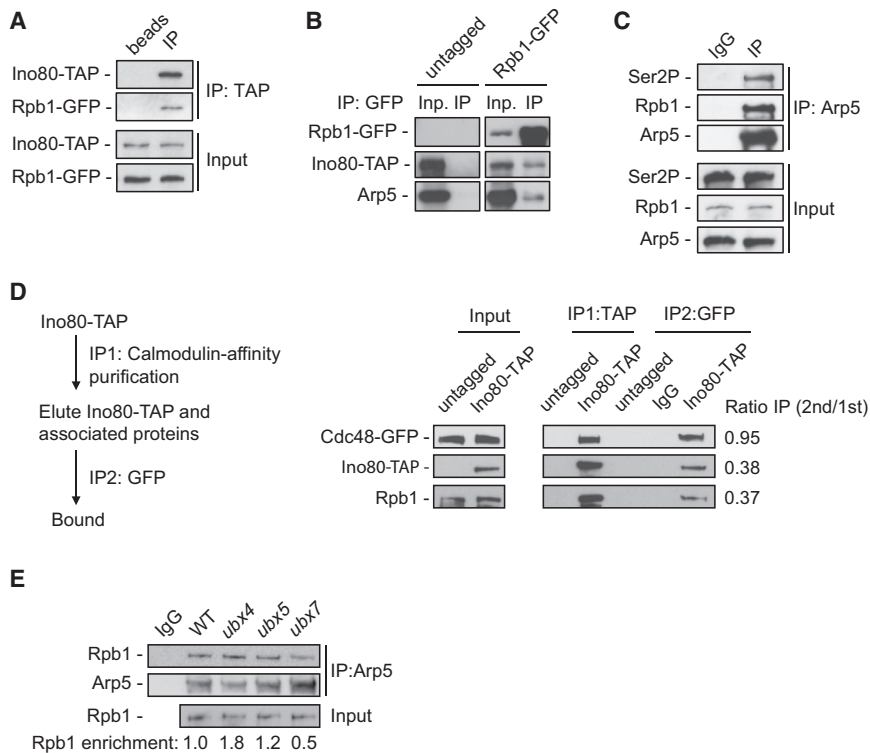 A
beads
IP
Ino80-TAP -
Rpb1-GFP -
IP: TAP
Ino80-TAP -
Rpb1-GFP -
Input
B
untagged
Rpb1-GFP
IP: GFP Inp. IP Inp. IP
Rpb1-GFP -
Ino80-TAP -
Arp5 -
C
IgG
IP
Ser2P -
Rpb1 -
Arp5 -
IP: Arp5
Ser2P -
Rpb1 -
Arp5 -
Input
D
Ino80-TAP
IP1: Calmodulin-affinity
purification
Elute Ino80-TAP and
associated proteins
IP2: GFP
Bound
Input IP1:TAP IP2:GFP
untagged
Ino80-TAP
untagged
Ino80-TAP
untagged
IgG
Ino80-TAP
Ratio IP (2nd/1st)
Cdc48-GFP - 0.95
Ino80-TAP - 0.38
Rpb1 - 0.37
E
IgG
WT
ubx4
ubx5
ubx7
Rpb1 -
Arp5 -
IP:Arp5
Rpb1 - Input
Rpb1 enrichment: 1.0 1.8 1.2 0.5